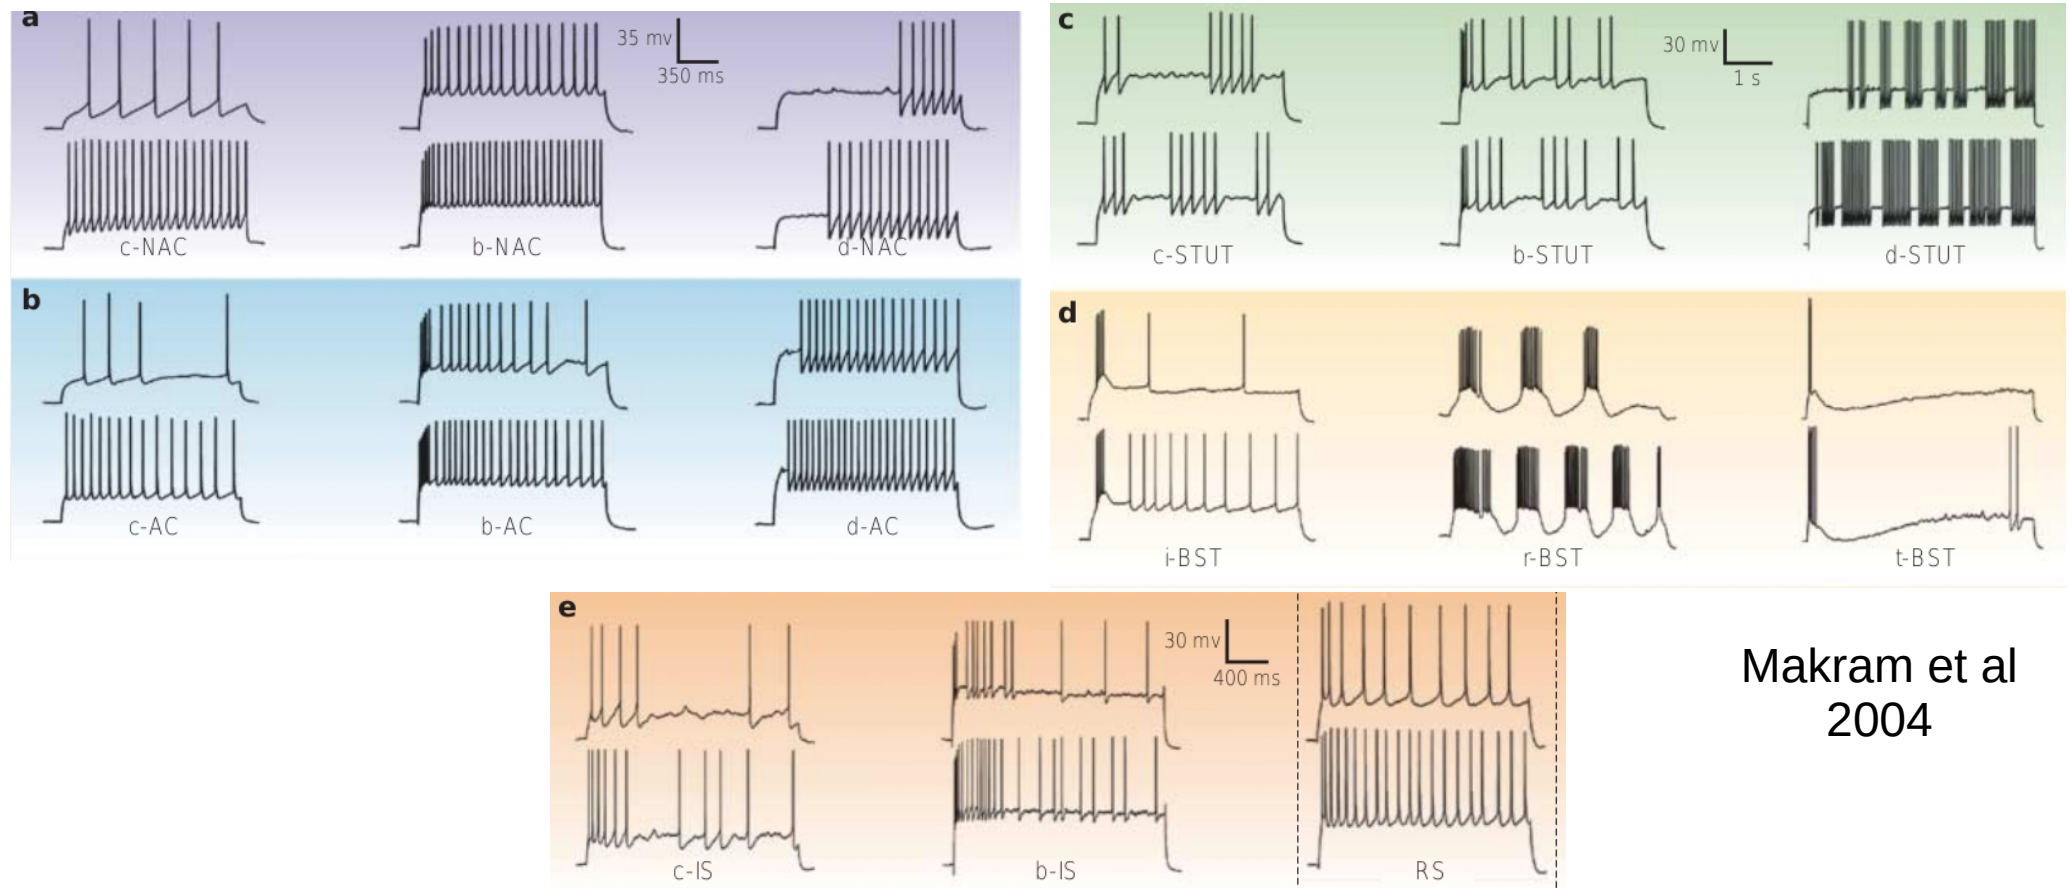 a
35 mv
350 ms
c-NAC
b-NAC
d-NAC
b
c-AC
b-AC
d-AC
c
30 mv
1 s
c-STUT
b-STUT
d-STUT
d
i-BST
r-BST
t-BST
e
30 mv
400 ms
c-IS
b-IS
RS
Makram et al
2004